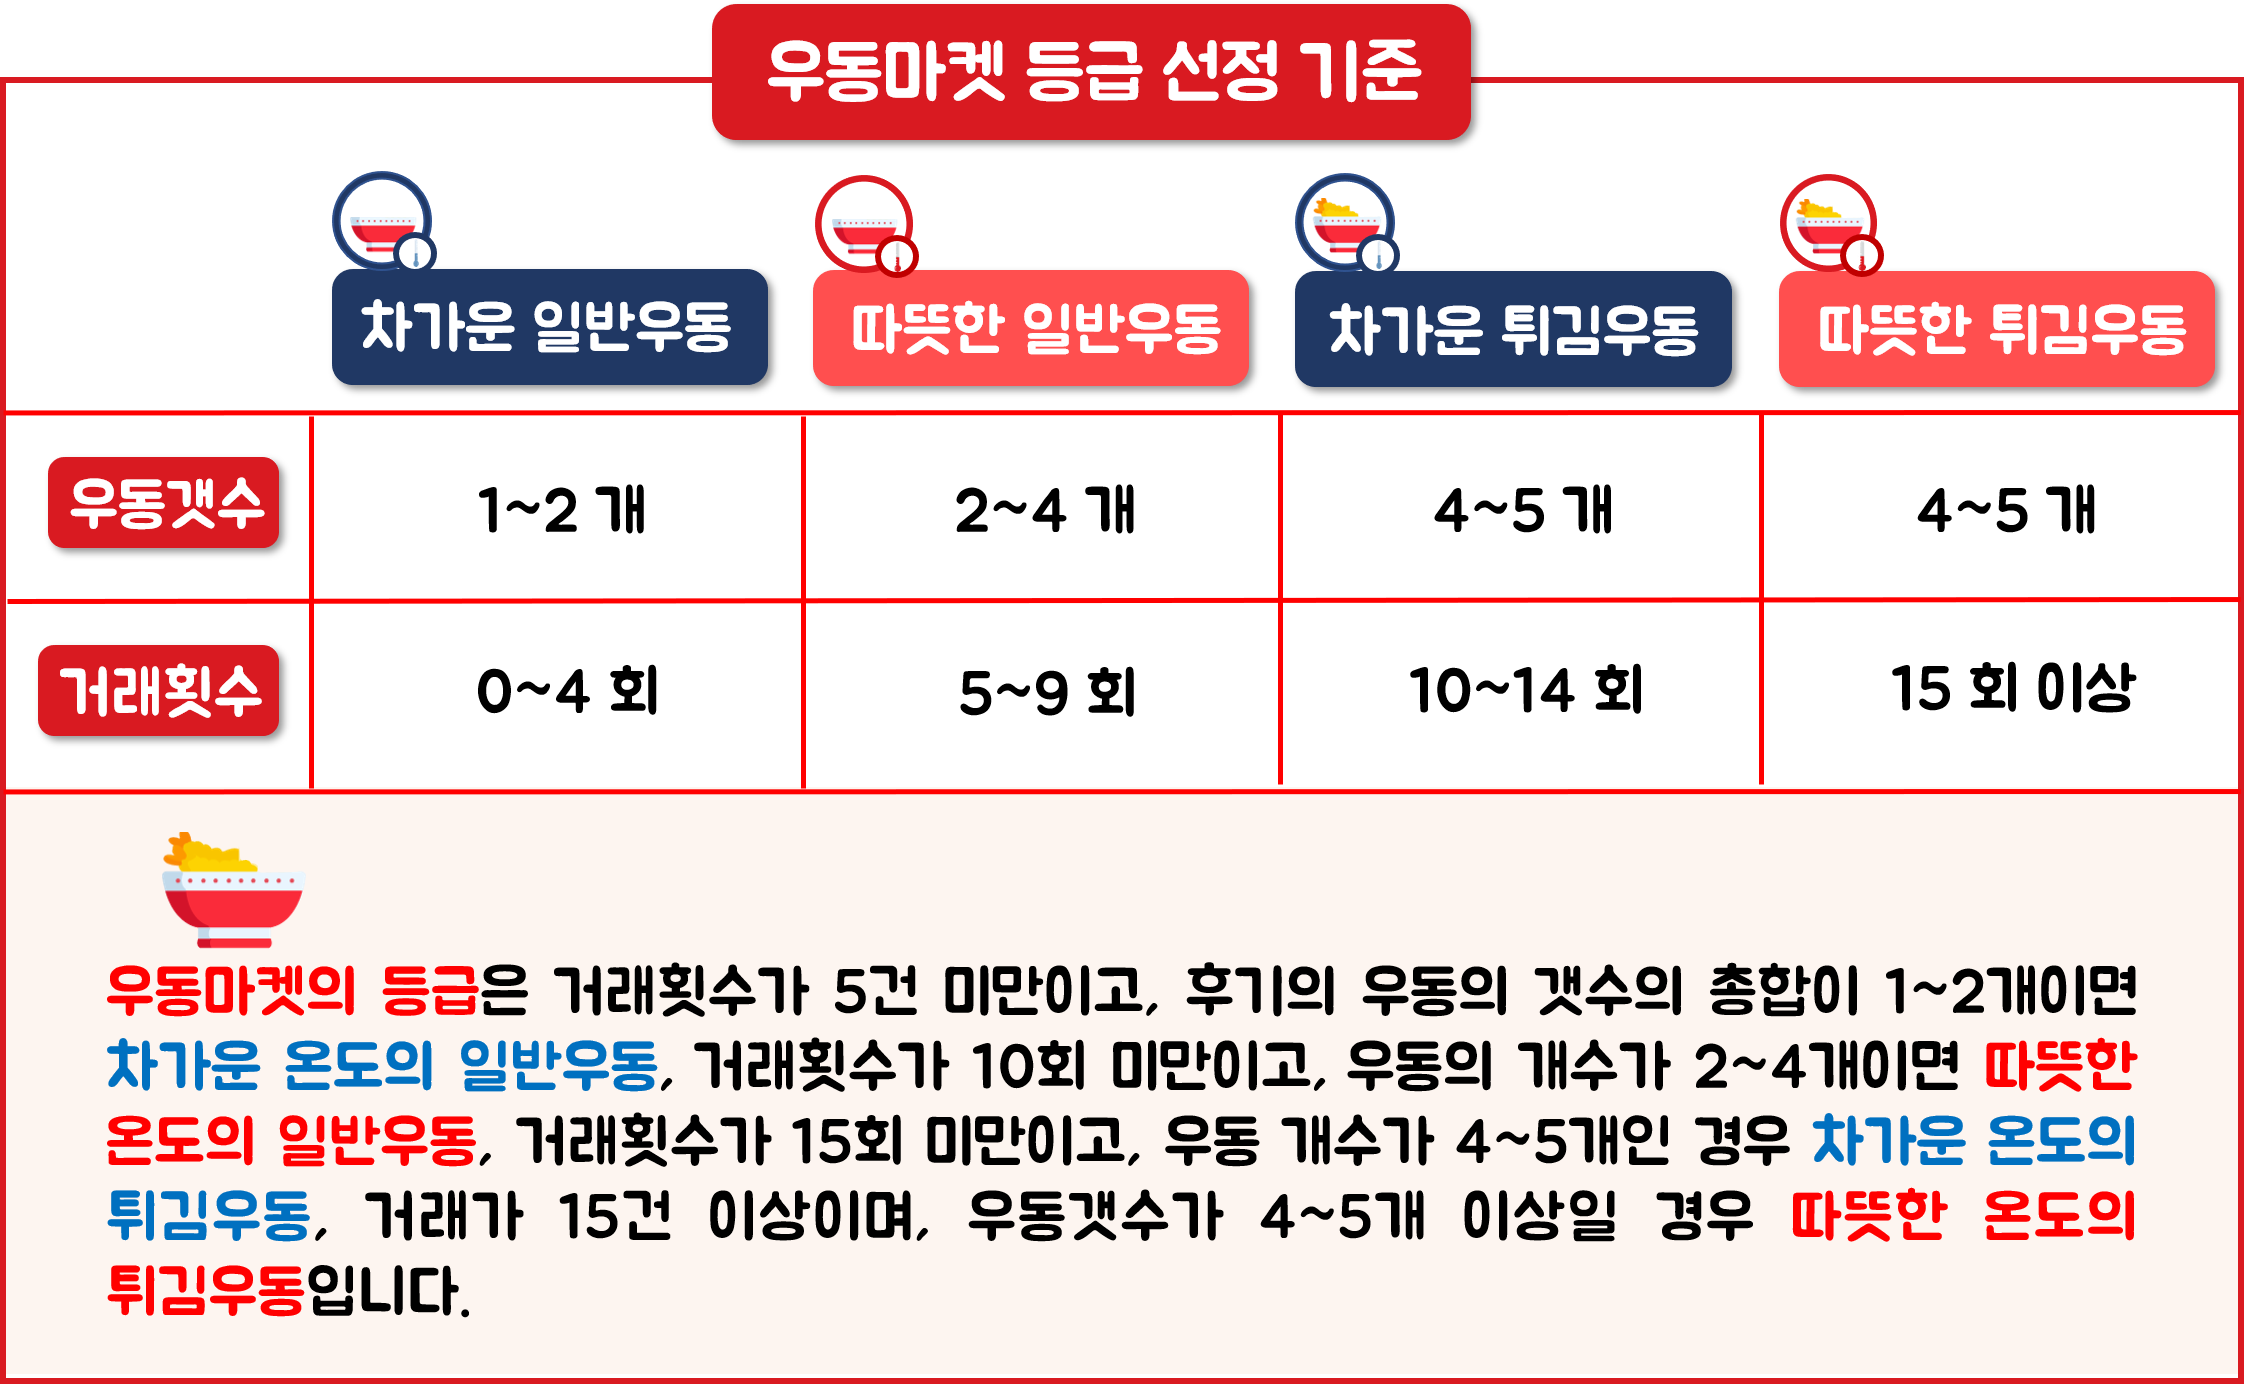 우동마켓 등급 선정 기준
차가운 일반우동 따뜻한 일반우동 차가운 튀김우동 따뜻한 튀김우동
우동갯수 1~2 개 2~4 개 4~5 개 4~5 개
거래횟수 0~4 회 5~9 회 10~14 회 15 회 이상
우동마켓의 등급은 거래횟수가 5건 미만이고, 후기의 우동의 갯수의 총합이 1~2개이면
차가운 온도의 일반우동, 거래횟수가 10회 미만이고, 우동의 개수가 2~4개이면 따뜻한
온도의 일반우동, 거래횟수가 15회 미만이고, 우동 개수가 4~5개인 경우 차가운 온도의
튀김우동, 거래가 15건 이상이며, 우동갯수가 4~5개 이상일 경우 따뜻한 온도의
튀김우동입니다.